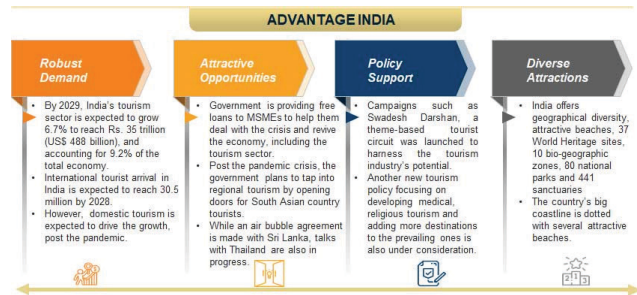 ADVANTAGE INDIA
Robust
Demand
• By 2029, India's tourism
sector is expected to grow
6.7% to reach Rs. 35 trillion
(US$ 488 billion), and
accounting for 9.2% of the
total economy.
• International tourist arrival in
India is expected to reach 30.5
million by 2028.
• However, domestic tourism is
expected to drive the growth,
post the pandemic.
Attractive
Opportunities
• Government is providing free
loans to MSMEs to help them
deal with the crisis and revive
the economy, including the
tourism sector.
• Post the pandemic crisis, the
government plans to tap into
regional tourism by opening
doors for South Asian country
tourists.
• While an air bubble agreement
is made with Sri Lanka, talks
with Thailand are also in
progress.
Policy
Support
• Campaigns such as
Swadesh Darshan, a
theme-based tourist
circuit was launched to
harness the tourism
industry's potential.
• Another new tourism
policy focusing on
developing medical,
religious tourism and
adding more destinations
to the prevailing ones is
also under consideration.
Diverse
Attractions
• India offers
geographical diversity,
attractive beaches, 37
World Heritage sites,
10 bio-geographic
zones, 80 national
parks and 441
sanctuaries
• The country's big
coastline is dotted
with several attractive
beaches.
2 1 3